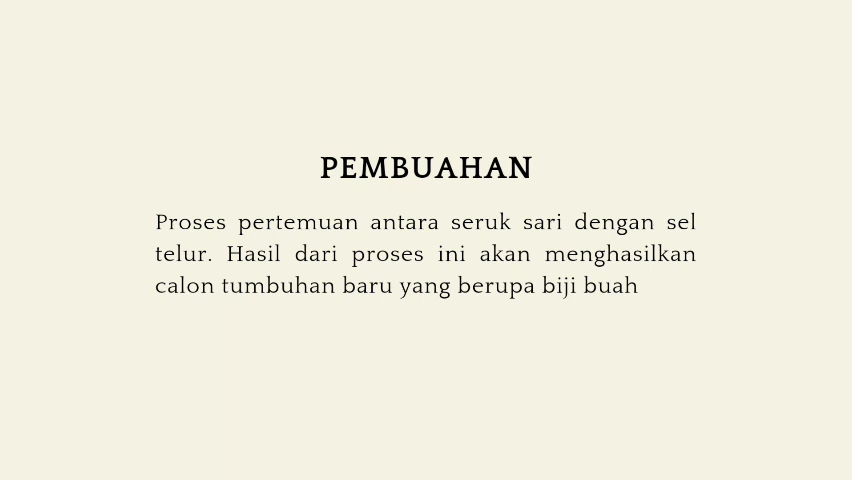 PEMBUAHAN
Proses pertemuan antara seruk sari dengan sel
telur. Hasil dari proses ini akan menghasilkan
calon tumbuhan baru yang berupa biji buah